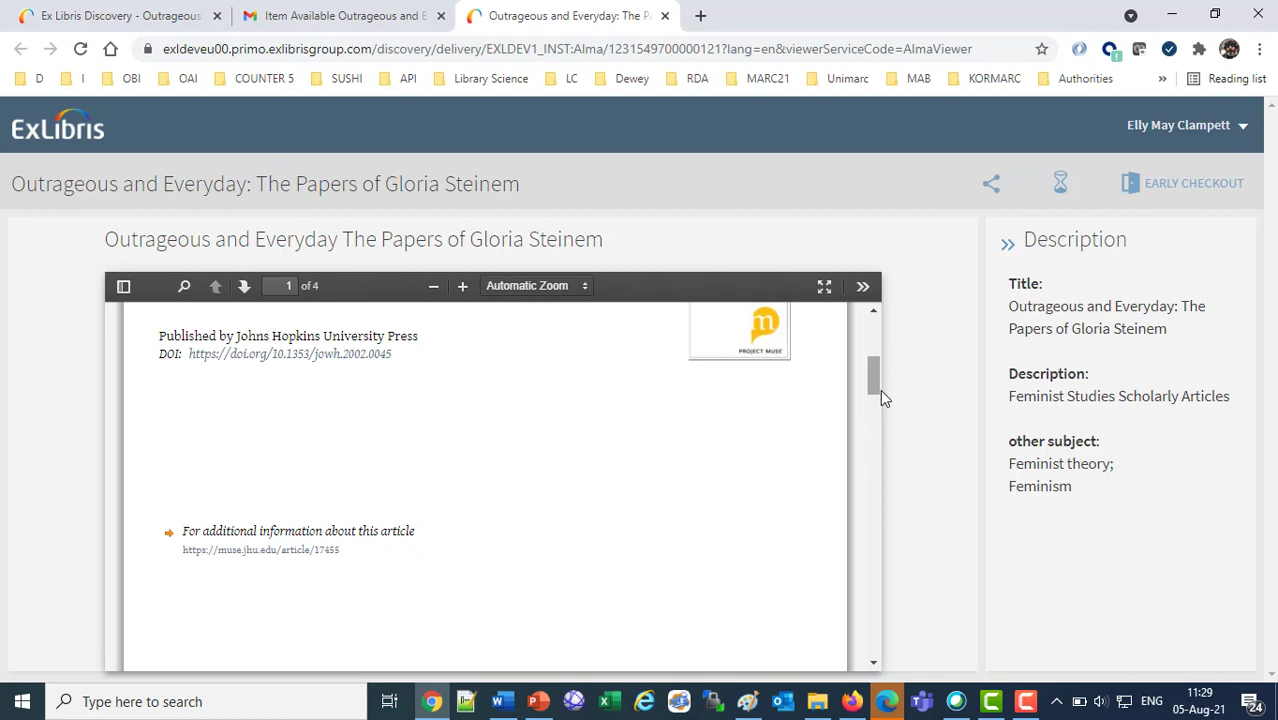 Ex Libris Discovery - Outrageous
Item Available Outrageous and E
Outrageous and Everyday: The P
exldeveu00.primo.exlibrisgroup.com/discovery/delivery/EXLDEV1_INST:Alma/1231549700000121?lang=en&viewerServiceCode=AlmaViewer
D
I
OBI
OAI
COUNTER 5
SUSHI
API
Library Science
LC
Dewey
RDA
MARC21
Unimarc
MAB
KORMARC
Authorities
»
Reading list
ExLibris
Elly May Clampett
Outrageous and Everyday: The Papers of Gloria Steinem
EARLY CHECKOUT
Outrageous and Everyday The Papers of Gloria Steinem
1 of 4
Automatic Zoom
Published by Johns Hopkins University Press
DOI: https://doi.org/10.1353/jowh.2002.0045
m
PROJECT MUSE
For additional information about this article
https://muse.jhu.edu/article/17455
Description
Title:
Outrageous and Everyday: The
Papers of Gloria Steinem
Description:
Feminist Studies Scholarly Articles
other subject:
Feminist theory;
Feminism
Type here to search
ENG
11:29
05-Aug-21
24